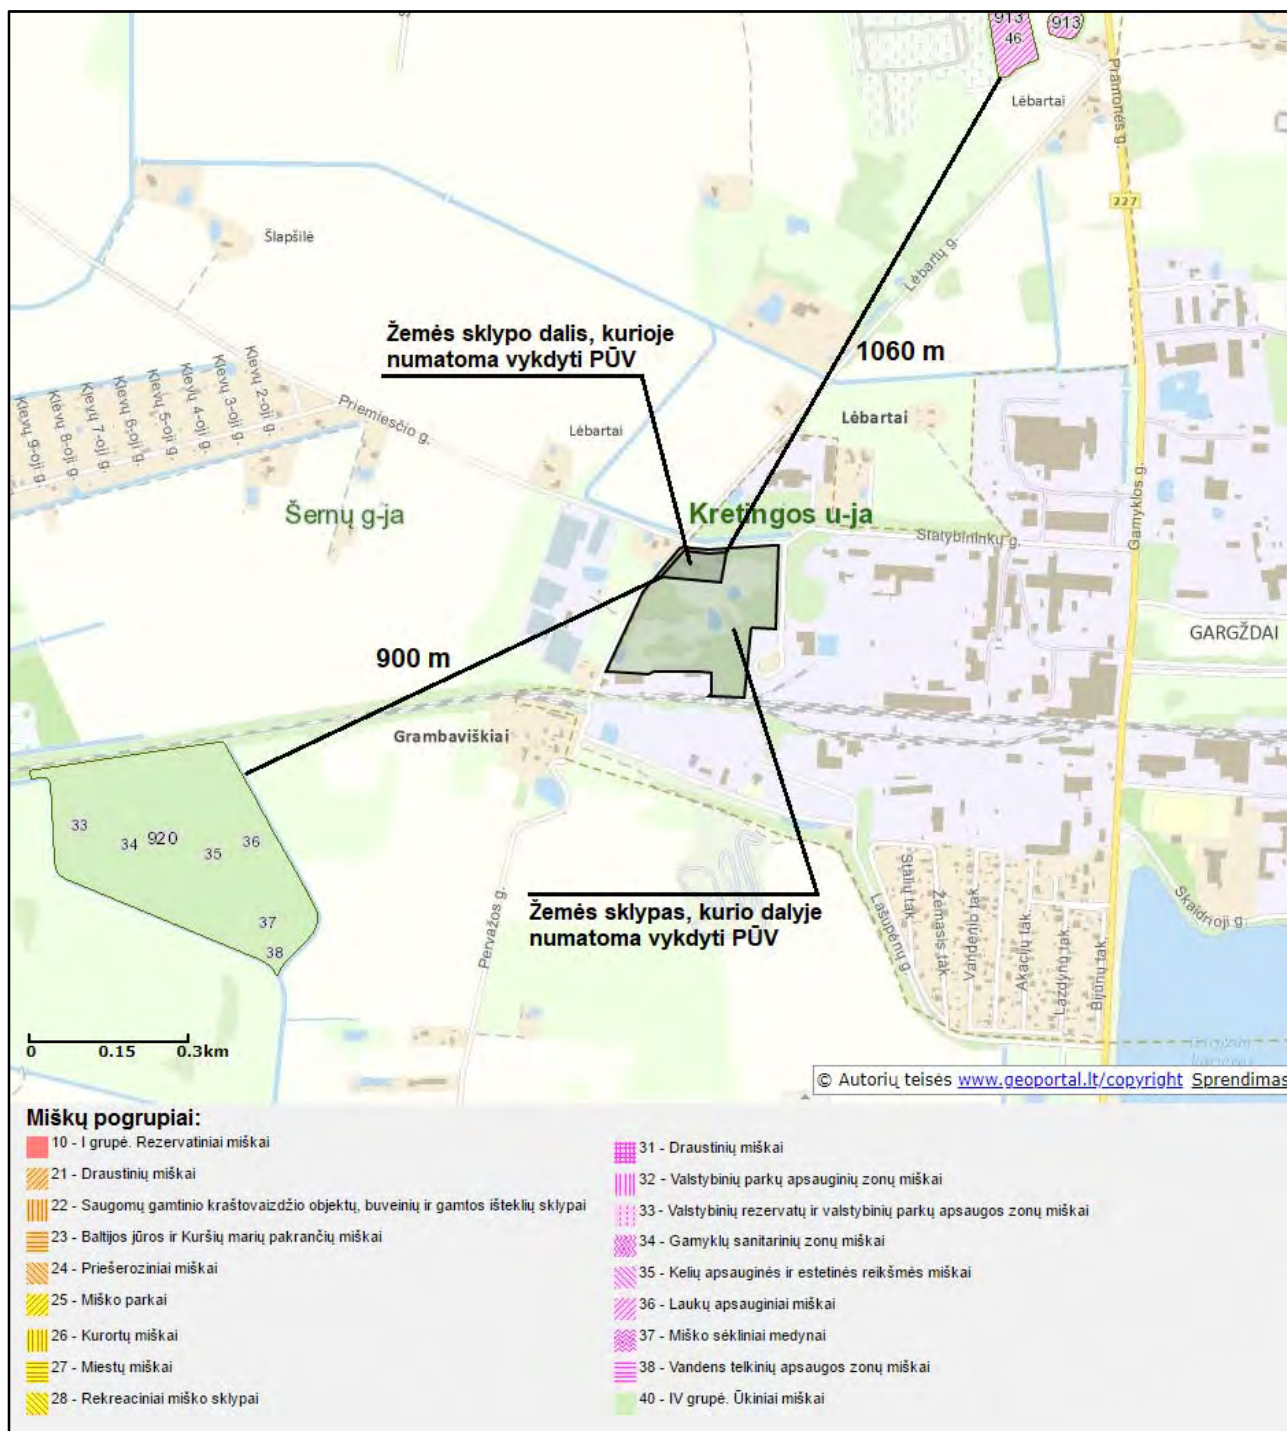 913
46
913
Lėbartai
Pramonės g.
227
Šlapšilė
Lėbartų g.
Žemės sklypo dalis, kurioje
numatoma vykdyti PŪV
1060 m
Klevų 9-oji g.
Klevų 8-oji g.
Klevų 7-oji g.
Klevų 6-oji g.
Klevų 5-oji g.
Klevų 4-oji g.
Klevų 3-oji g.
Klevų 2-oji g.
Priemiesčio g.
Lėbartai
Lėbartai
Šernų g-ja
Kretingos u-ja
Statybininkų g.
Gamyklos g.
GARGŽDAI
900 m
Grambaviškiai
33
34
920
35
36
37
38
Pervažos g.
Žemės sklypas, kurio dalyje
numatoma vykdyti PŪV
Lašupėnų g.
Stalių tak.
Žemasis tak.
Vandenio tak.
Akacijų tak.
Lazdynų tak.
Bijūnų tak.
Skaidrioji g.
0 0.15 0.3km
© Autorių teisės www.geoportal.lt/copyright Sprendimas
Miškų pogrupiai:
10 - I grupė. Rezervatiniai miškai
21 - Draustinių miškai
22 - Saugomų gamtinio kraštovaizdžio objektų, buveinių ir gamtos išteklių sklypai
23 - Baltijos jūros ir Kuršių marių pakrančių miškai
24 - Priešeroziniai miškai
25 - Miško parkai
26 - Kurortų miškai
27 - Miestų miškai
28 - Rekreaciniai miško sklypai
31 - Draustinių miškai
32 - Valstybinių parkų apsauginių zonų miškai
33 - Valstybinių rezervatų ir valstybinių parkų apsaugos zonų miškai
34 - Gamyklų sanitarinių zonų miškai
35 - Kelių apsauginės ir estetinės reikšmės miškai
36 - Laukų apsauginiai miškai
37 - Miško sėkliniai medynai
38 - Vandens telkinių apsaugos zonų miškai
40 - IV grupė. Ūkiniai miškai